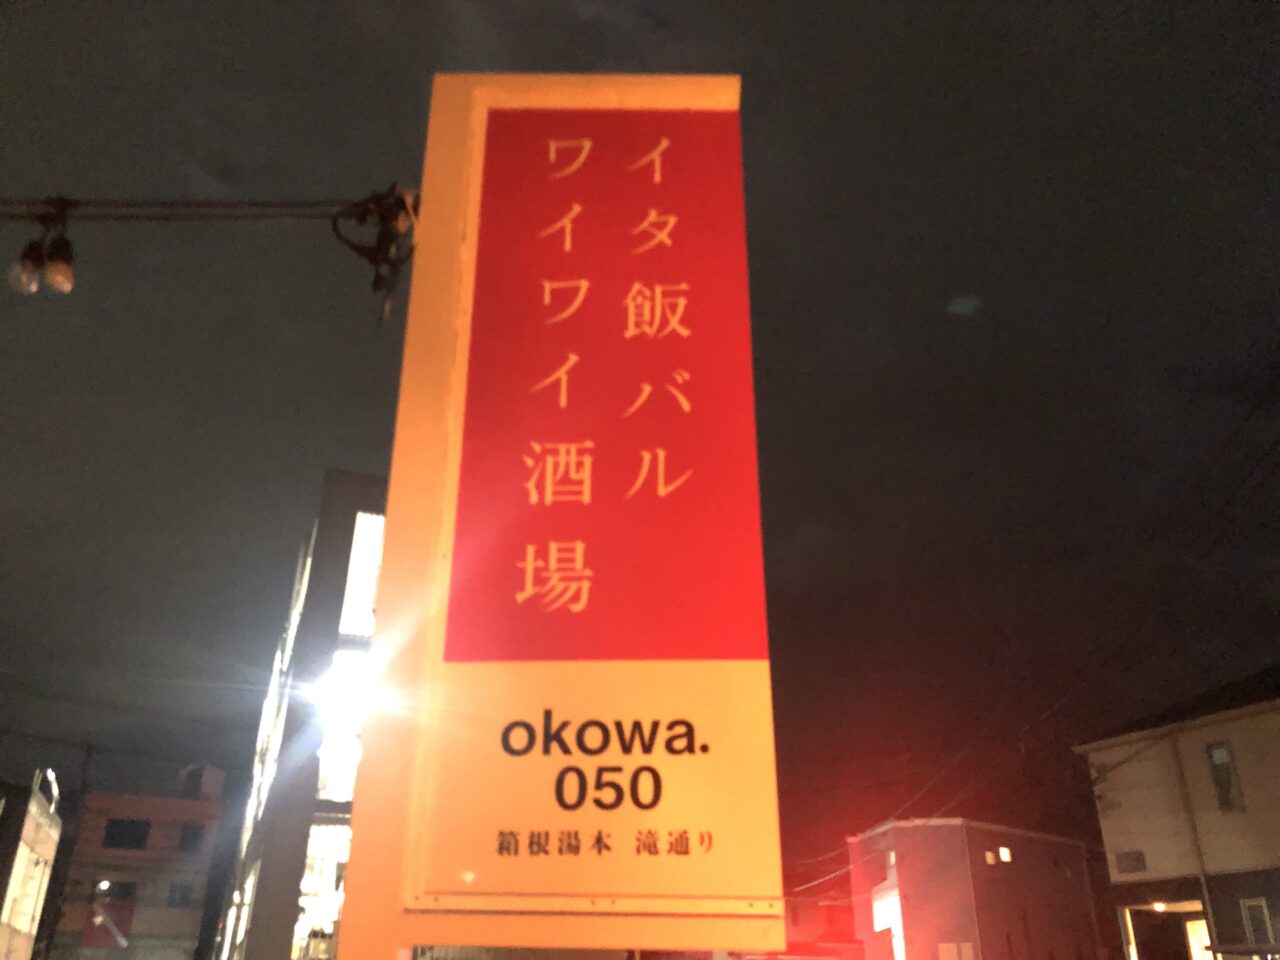 イタ飯バル
ワイワイ酒場
okowa.
050
箱根湯本 滝通り